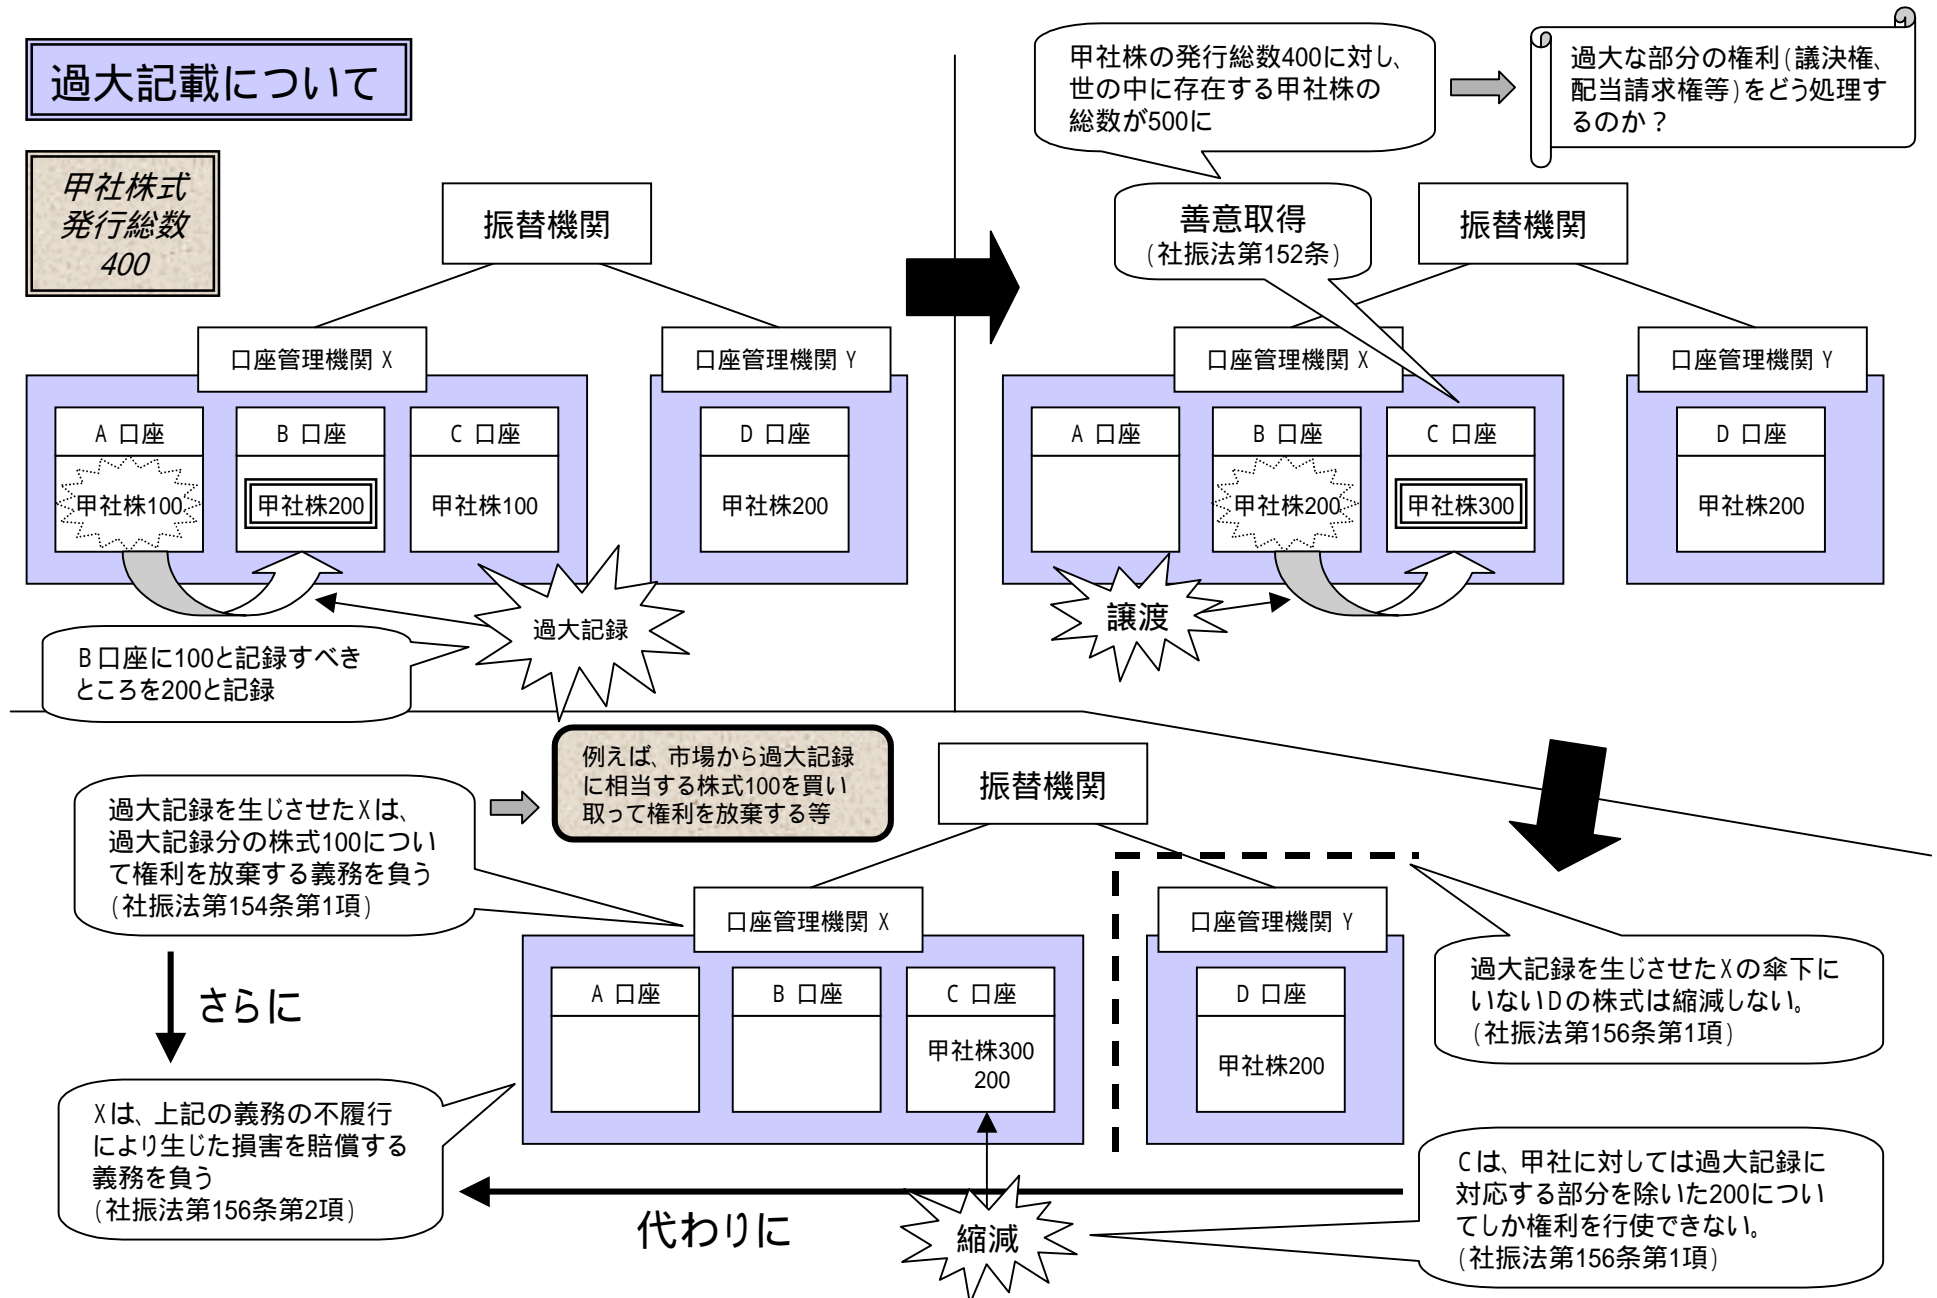 過大記載について
甲社株式
発行総数
400
振替機関
口座管理機関 X
口座管理機関 Y
A 口座
B 口座
C 口座
D 口座
甲社株100
甲社株200
甲社株100
甲社株200
過大記録
B口座に100と記録すべき
ところを200と記録
甲社株の発行総数400に対し、
世の中に存在する甲社株の
総数が500に
過大な部分の権利(議決権、
配当請求権等)をどう処理す
るのか？
善意取得
(社振法第152条)
振替機関
口座管理機関 X
口座管理機関 Y
A 口座
B 口座
C 口座
D 口座
甲社株200
甲社株300
甲社株200
譲渡
過大記録を生じさせたXは、
過大記録分の株式100につい
て権利を放棄する義務を負う
(社振法第154条第1項)
例えば、市場から過大記録
に相当する株式100を買い
取って権利を放棄する等
振替機関
口座管理機関 X
口座管理機関 Y
A 口座
B 口座
C 口座
D 口座
甲社株300
200
甲社株200
過大記録を生じさせたXの傘下に
いないDの株式は縮減しない。
(社振法第156条第1項)
さらに
Xは、上記の義務の不履行
により生じた損害を賠償する
義務を負う
(社振法第156条第2項)
代わりに
縮減
Cは、甲社に対しては過大記録に
対応する部分を除いた200につい
てしか権利を行使できない。
(社振法第156条第1項)